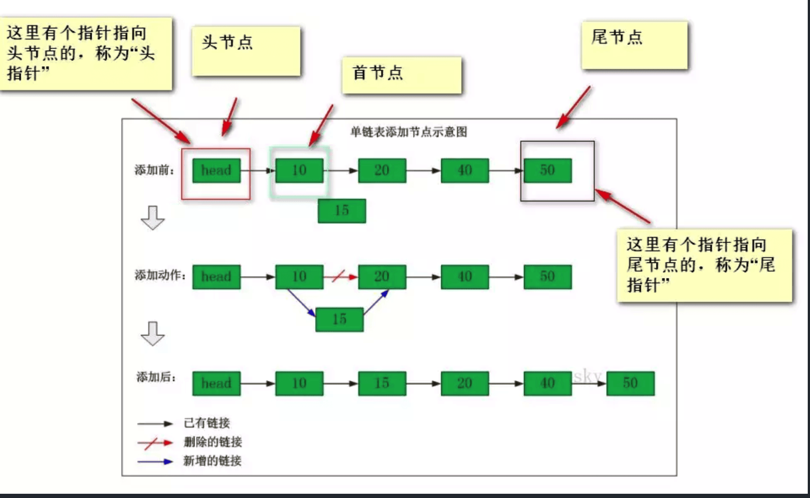 这里有个指针指向
头节点的，称为“头
指针”
头节点
首节点
尾节点
单链表添加节点示意图
添加前：
head
10
20
40
50
15
这里有个指针指向
尾节点的，称为“尾
指针”
添加动作：
head
10
20
40
50
15
添加后：
head
10
15
20
40
sky
50
已有链接
删除的链接
新增的链接